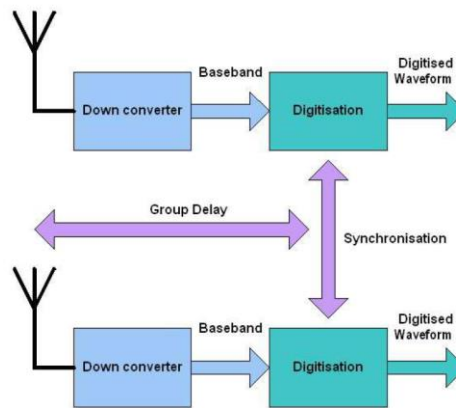 Baseband
Digitised
Waveform
Down converter
Digitisation
Group Delay
Synchronisation
Baseband
Digitised
Waveform
Down converter
Digitisation